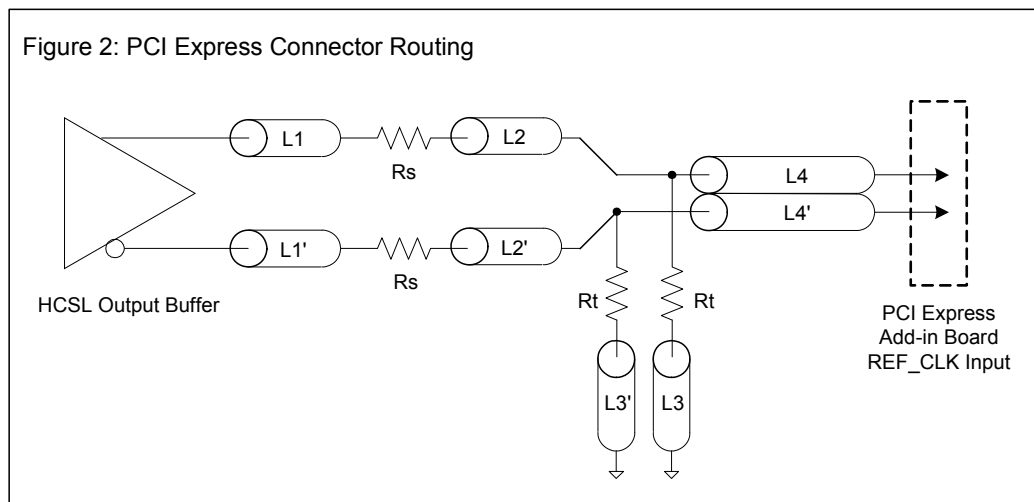 Figure 2: PCI Express Connector Routing
L1
Rs
L2
L4
L4'
L1'
Rs
L2'
HCSL Output Buffer
Rt
Rt
L3'
L3
PCI Express
Add-in Board
REF_CLK Input